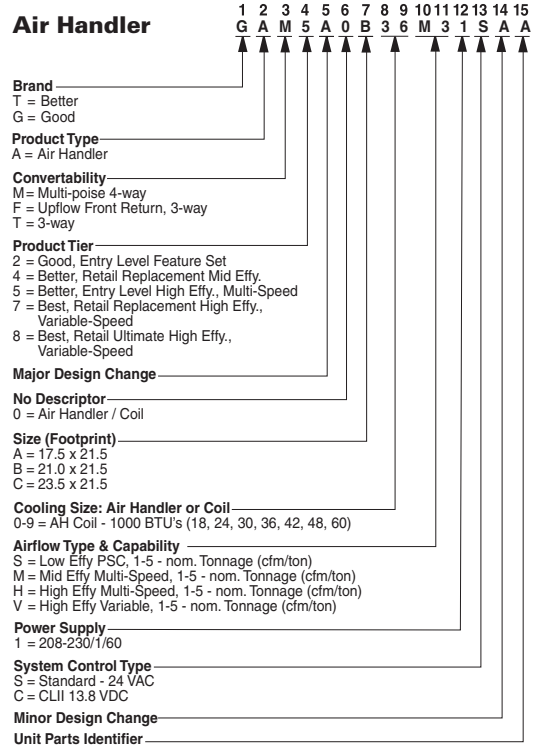 Air Handler
1 2 3 4 5 6 7 8 9 10 11 12 13 14 15
G A M 5 A 0 B 3 6 M 3 1 S A A
Brand
T = Better
G = Good
Product Type
A = Air Handler
Convertability
M = Multi-poise 4-way
F = Upflow Front Return, 3-way
T = 3-way
Product Tier
2 = Good, Entry Level Feature Set
4 = Better, Retail Replacement Mid Effy.
5 = Better, Entry Level High Effy., Multi-Speed
7 = Best, Retail Replacement High Effy.,
Variable-Speed
8 = Best, Retail Ultimate High Effy.,
Variable-Speed
Major Design Change
No Descriptor
0 = Air Handler / Coil
Size (Footprint)
A = 17.5 x 21.5
B = 21.0 x 21.5
C = 23.5 x 21.5
Cooling Size: Air Handler or Coil
0-9 = AH Coil - 1000 BTU's (18, 24, 30, 36, 42, 48, 60)
Airflow Type & Capability
S = Low Effy PSC, 1-5 - nom. Tonnage (cfm/ton)
M = Mid Effy Multi-Speed, 1-5 - nom. Tonnage (cfm/ton)
H = High Effy Multi-Speed, 1-5 - nom. Tonnage (cfm/ton)
V = High Effy Variable, 1-5 - nom. Tonnage (cfm/ton)
Power Supply
1 = 208-230/1/60
System Control Type
S = Standard - 24 VAC
C = CLII 13.8 VDC
Minor Design Change
Unit Parts Identifier